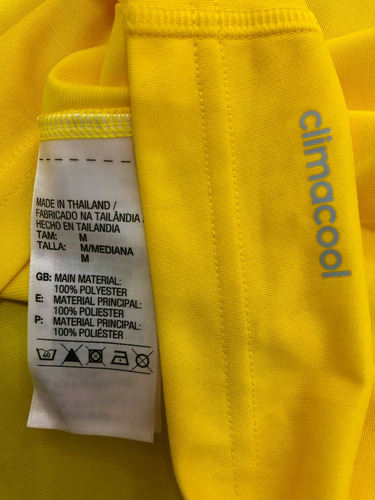 MADE IN THAILAND /
FABRICADO NA TAILÂNDIA /
HECHO EN TAILANDIA
TAM: M
TALLA: M/MEDIANA
M
GB: MAIN MATERIAL:
100% POLYESTER
E: MATERIAL PRINCIPAL:
100% POLIESTER
P: MATERIAL PRINCIPAL:
100% POLIÉSTER
40
climacool